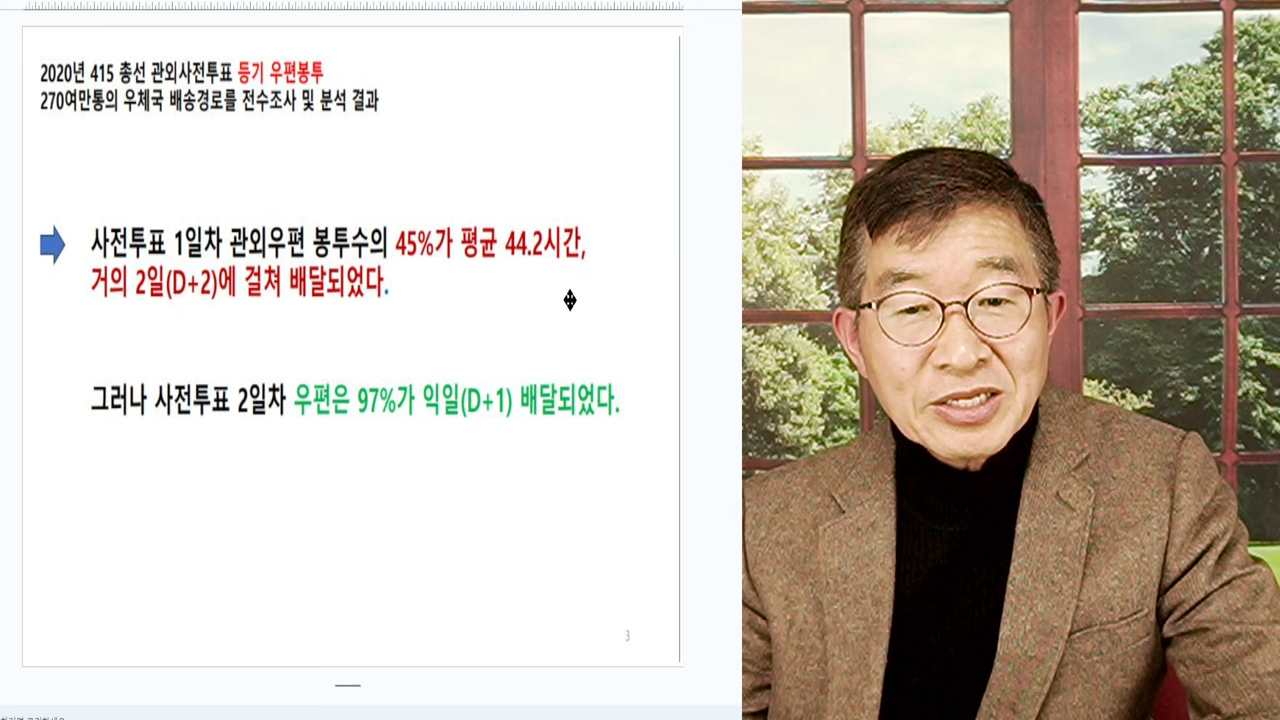 2020년 415 총선 관외사전투표 등기 우편봉투
270여만통의 우체국 배송경로를 전수조사 및 분석 결과
사전투표 1일차 관외우편 봉투수의 45%가 평균 44.2시간,
거의 2일(D+2)에 걸쳐 배달되었다.
그러나 사전투표 2일차 우편은 97%가 익일(D+1) 배달되었다.
3